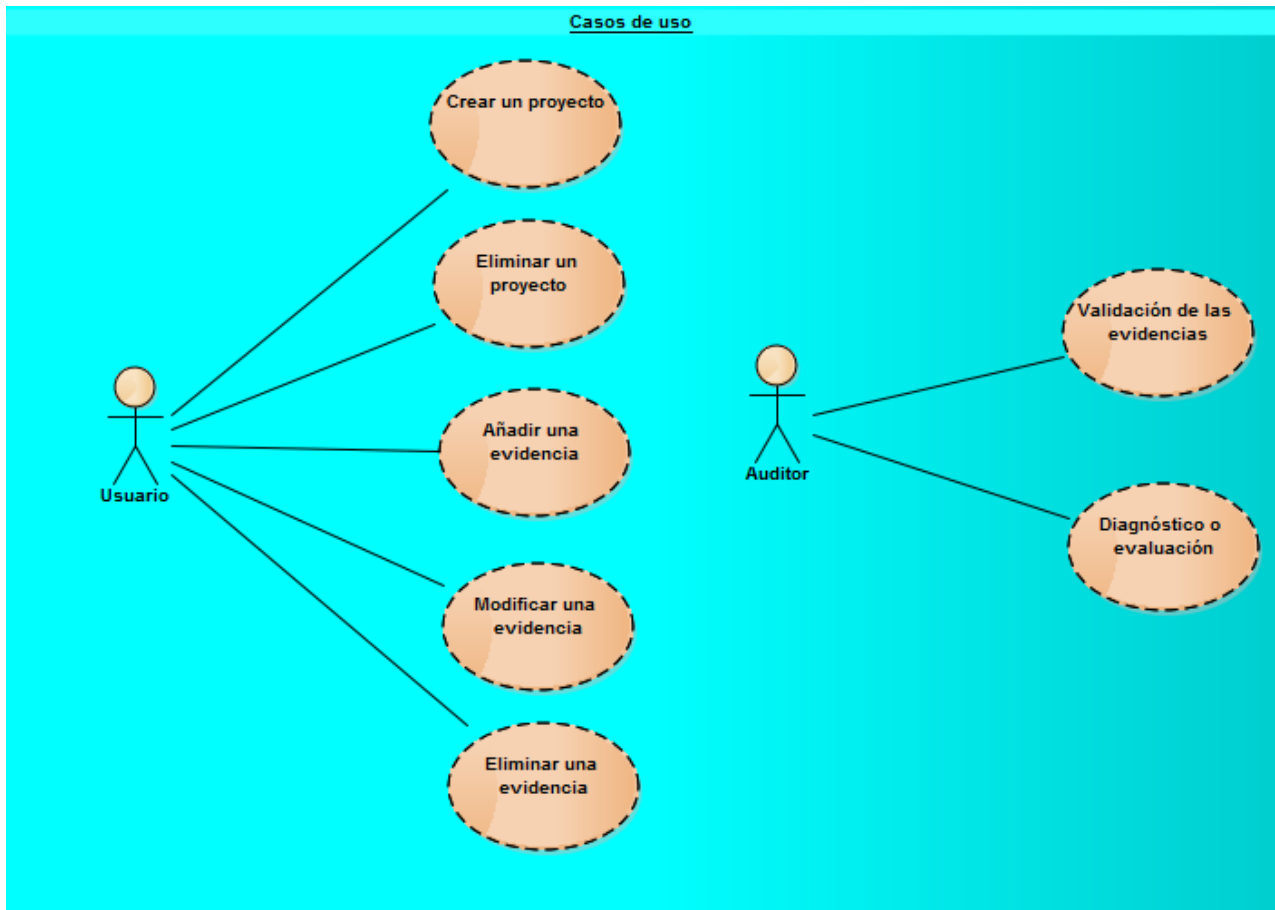 Casos de uso
Crear un proyecto
Eliminar un
proyecto
Añadir una
evidencia
Modificar una
evidencia
Eliminar una
evidencia
Usuario
Validación de las
evidencias
Diagnóstico o
evaluación
Auditor